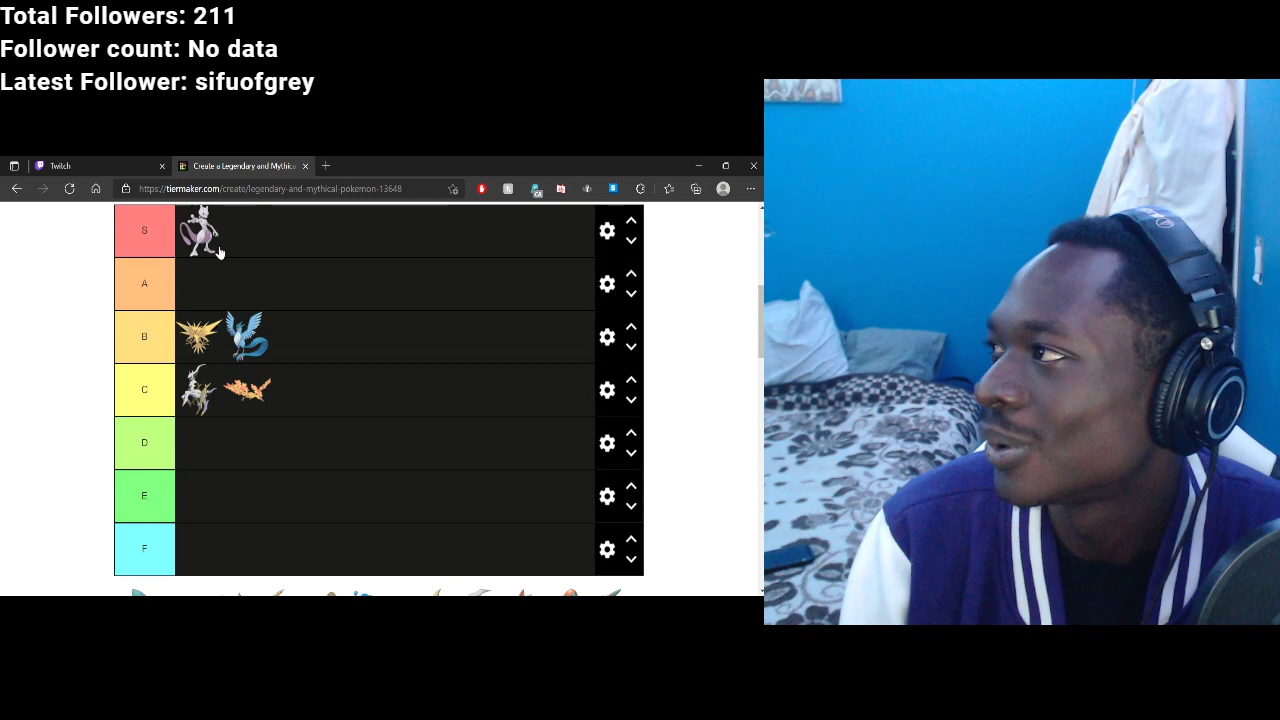 Total Followers: 211
Follower count: No data
Latest Follower: sifuofgrey
Twitch
Create a Legendary and Mythic
https://tiermaker.com/create/legendary-and-mythical-pokemon-13648
S
A
B
C
D
E
F